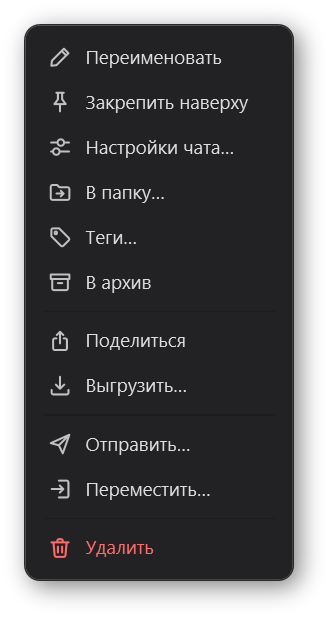 Переименовать
Закрепить наверху
Настройки чата...
В папку...
Теги...
В архив
Поделиться
Выгрузить...
Отправить...
Переместить...
Удалить